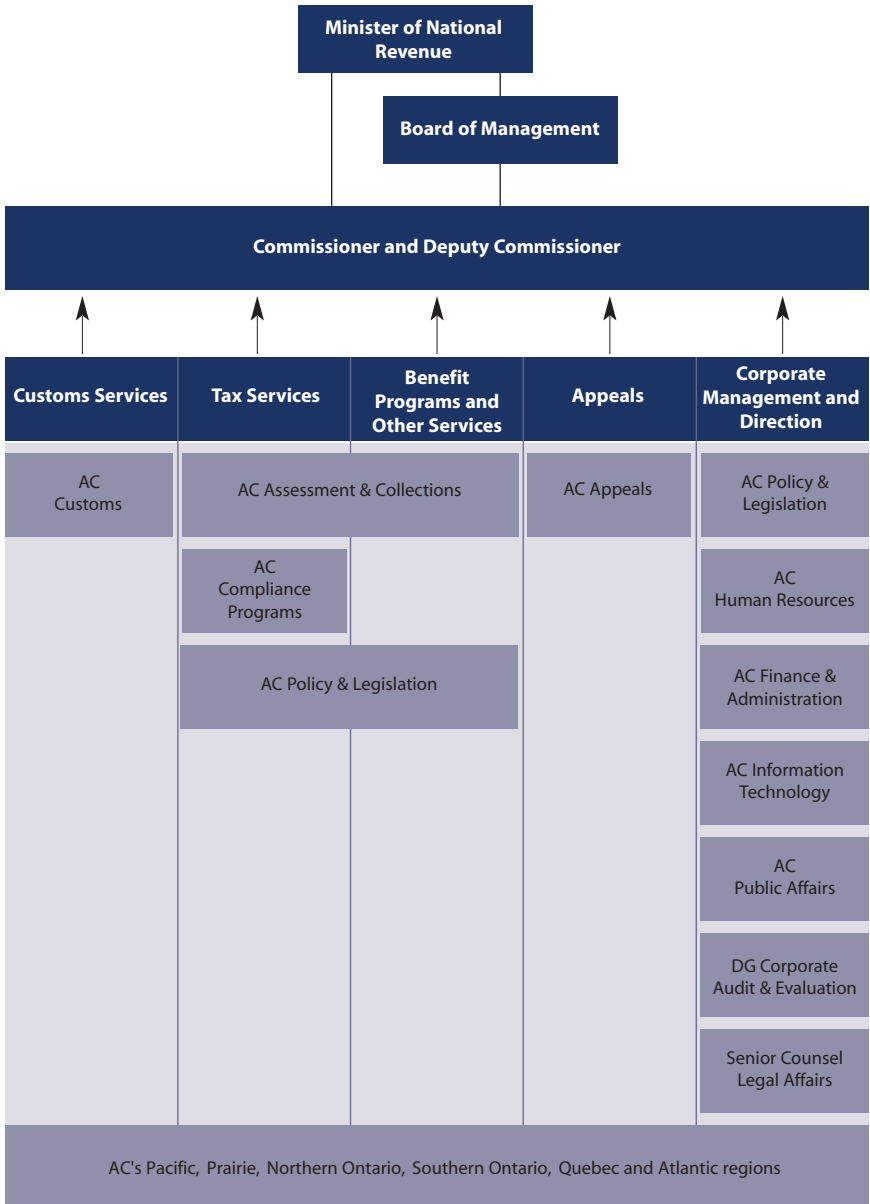 Minister of National
Revenue
Board of Management
Commissioner and Deputy Commissioner
Customs Services
Tax Services
Benefit
Programs and
Other Services
Appeals
Corporate
Management and
Direction
AC
Customs
AC Assessment & Collections
AC Appeals
AC Policy &
Legislation
AC
Compliance
Programs
AC
Human Resources
AC Policy & Legislation
AC Finance &
Administration
AC Information
Technology
AC
Public Affairs
DG Corporate
Audit & Evaluation
Senior Counsel
Legal Affairs
AC's Pacific, Prairie, Northern Ontario, Southern Ontario, Quebec and Atlantic regions